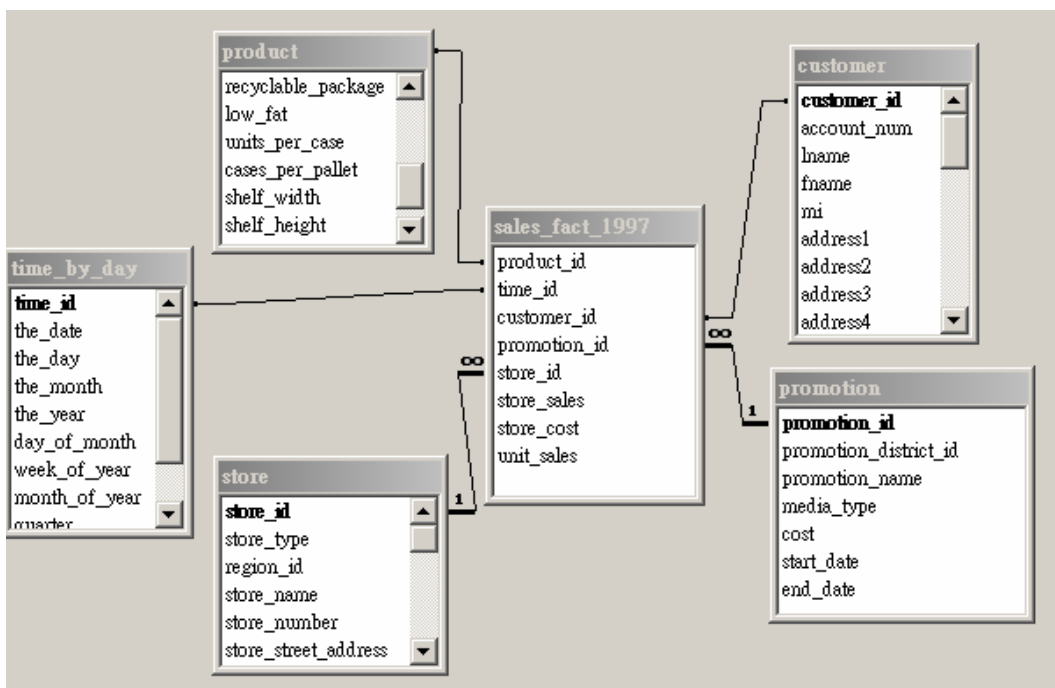 product
recyclable_package
low_fat
units_per_case
cases_per_pallet
shelf_width
shelf_height
customer
customer_id
account_num
lname
fname
mi
address1
address2
address3
address4
time_by_day
time_id
the_date
the_day
the_month
the_year
day_of_month
week_of_year
month_of_year
quarter
sales_fact_1997
product_id
time_id
customer_id
promotion_id
store_id
store_sales
store_cost
unit_sales
∞
∞
1
1
store
store_id
store_type
region_id
store_name
store_number
store_street_address
promotion
promotion_id
promotion_district_id
promotion_name
media_type
cost
start_date
end_date